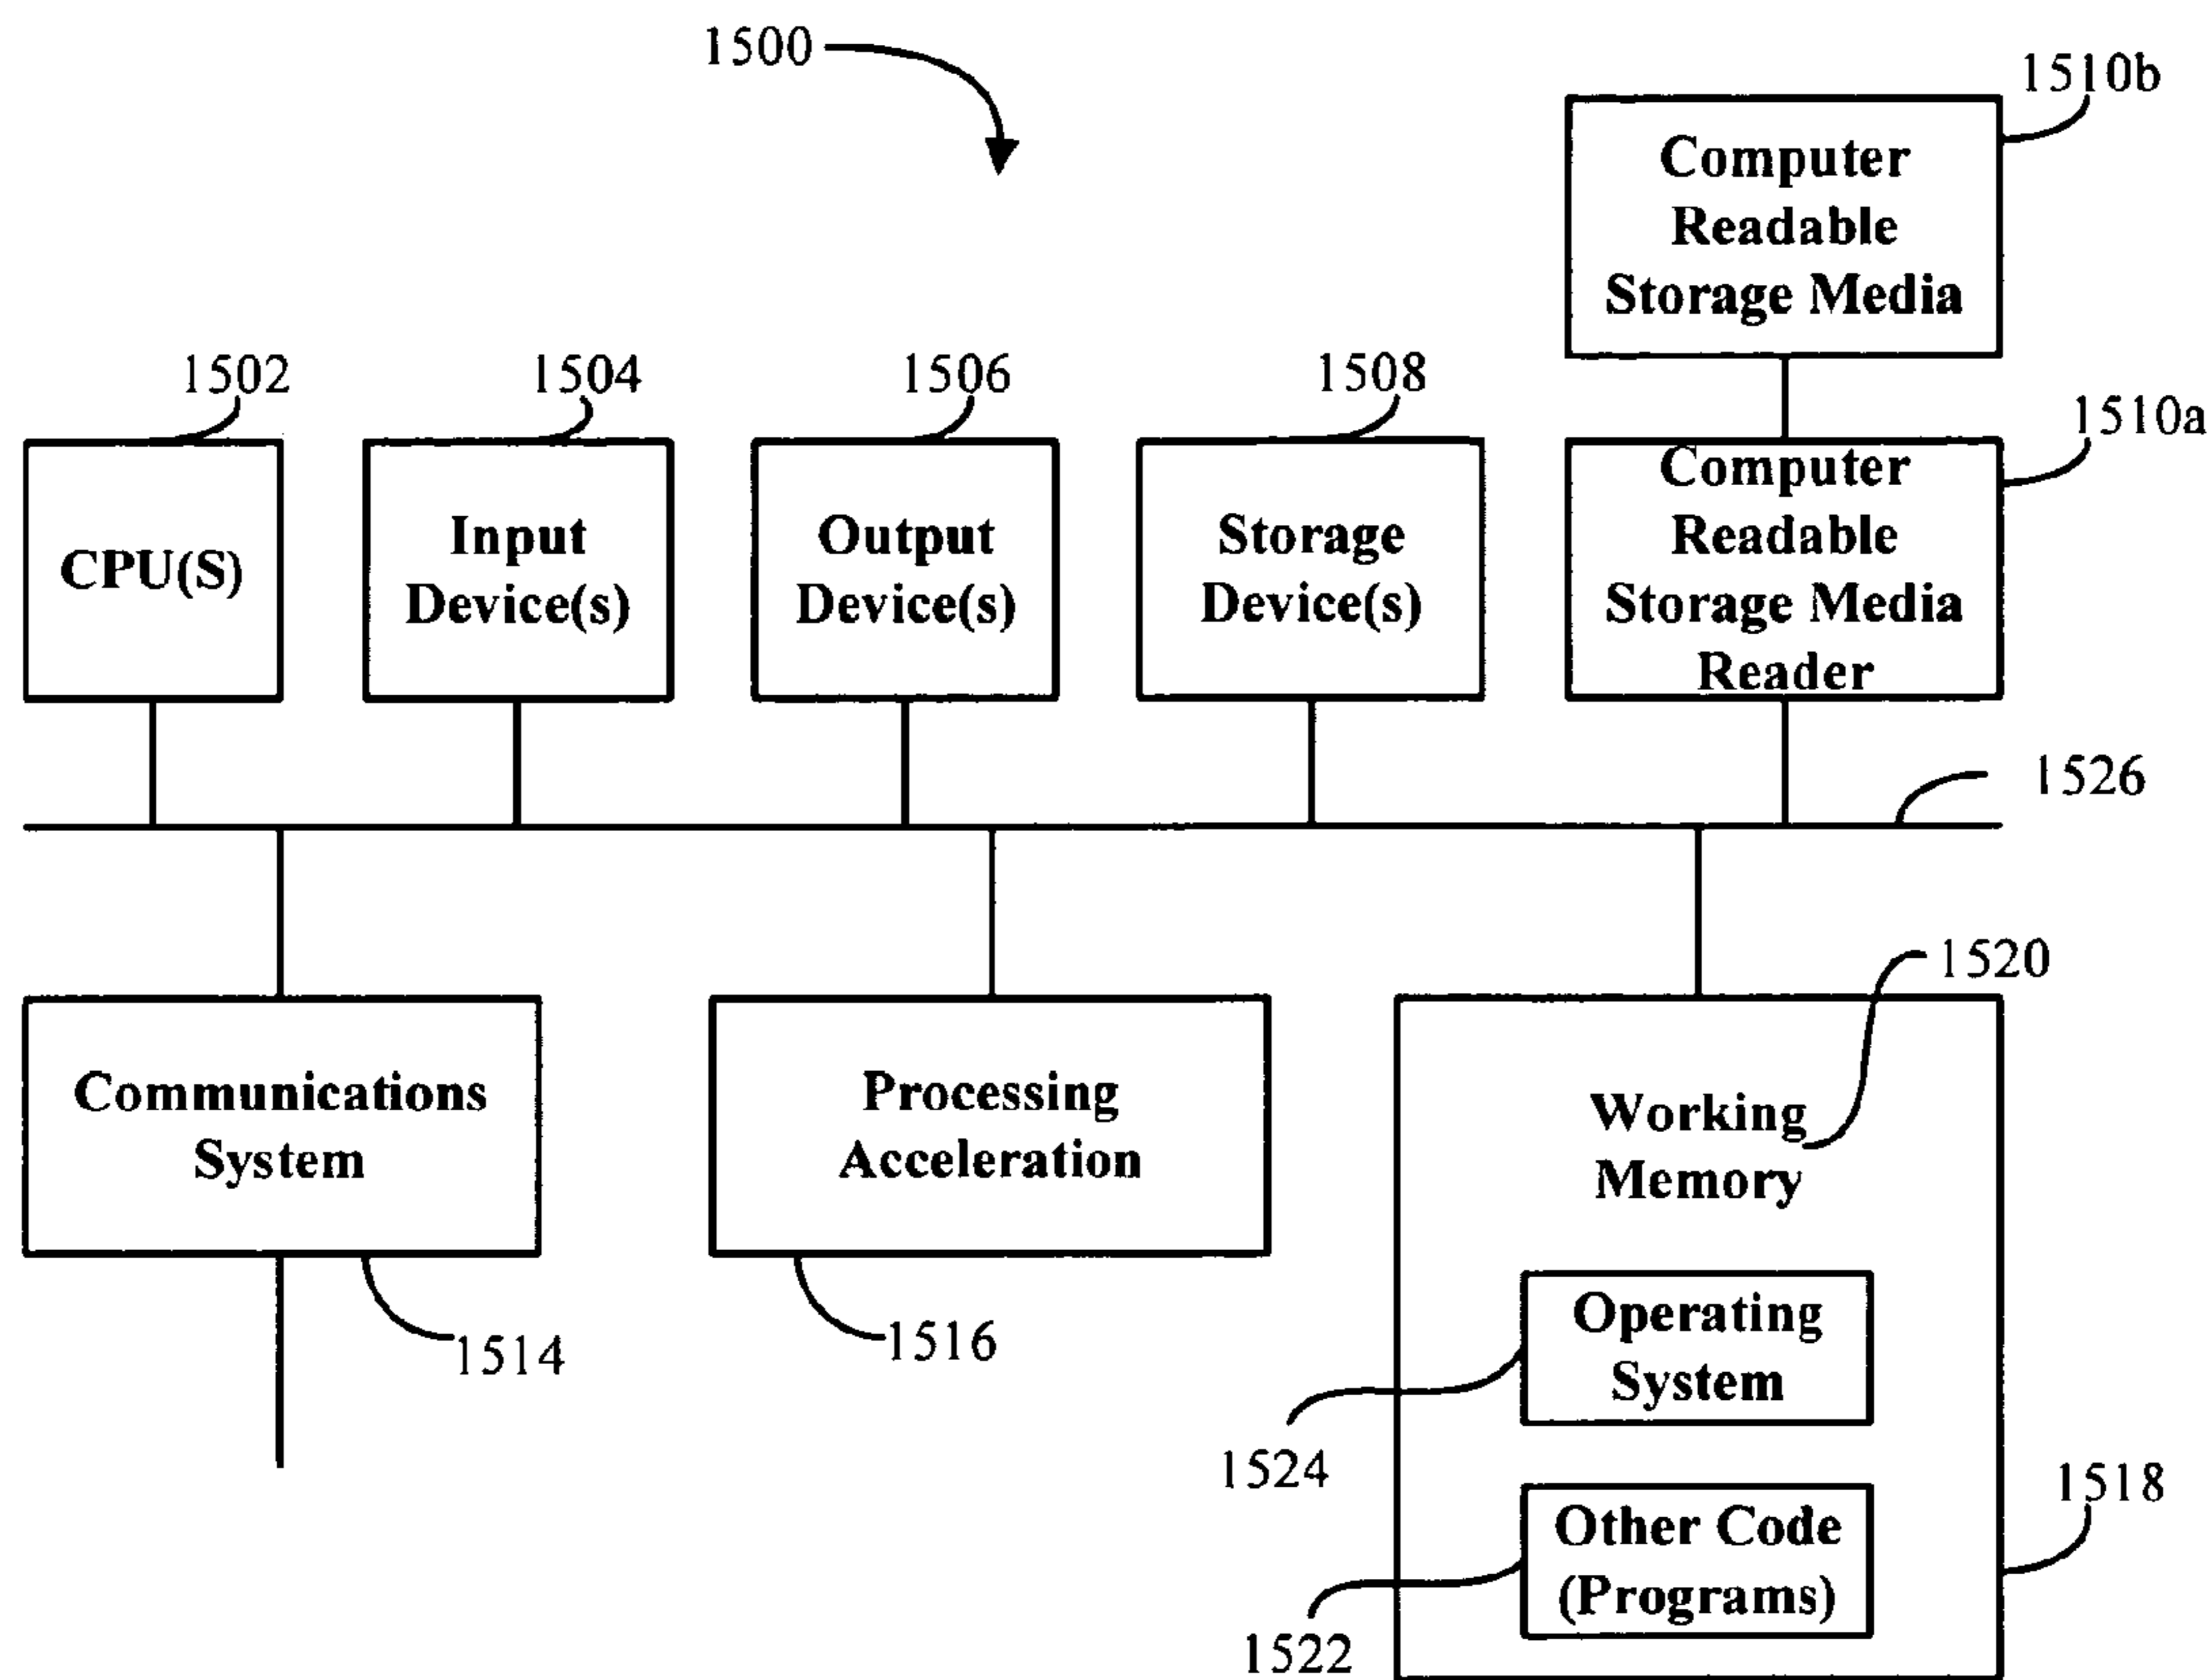 1500
1510b
Computer
Readable
Storage Media
1502
1504
1506
1508
1510a
CPU(S)
Input
Device(s)
Output
Device(s)
Storage
Device(s)
Computer
Readable
Storage Media
Reader
1526
1520
Communications
System
Processing
Acceleration
Working
Memory
1514
1516
Operating
System
1524
1518
Other Code
(Programs)
1522